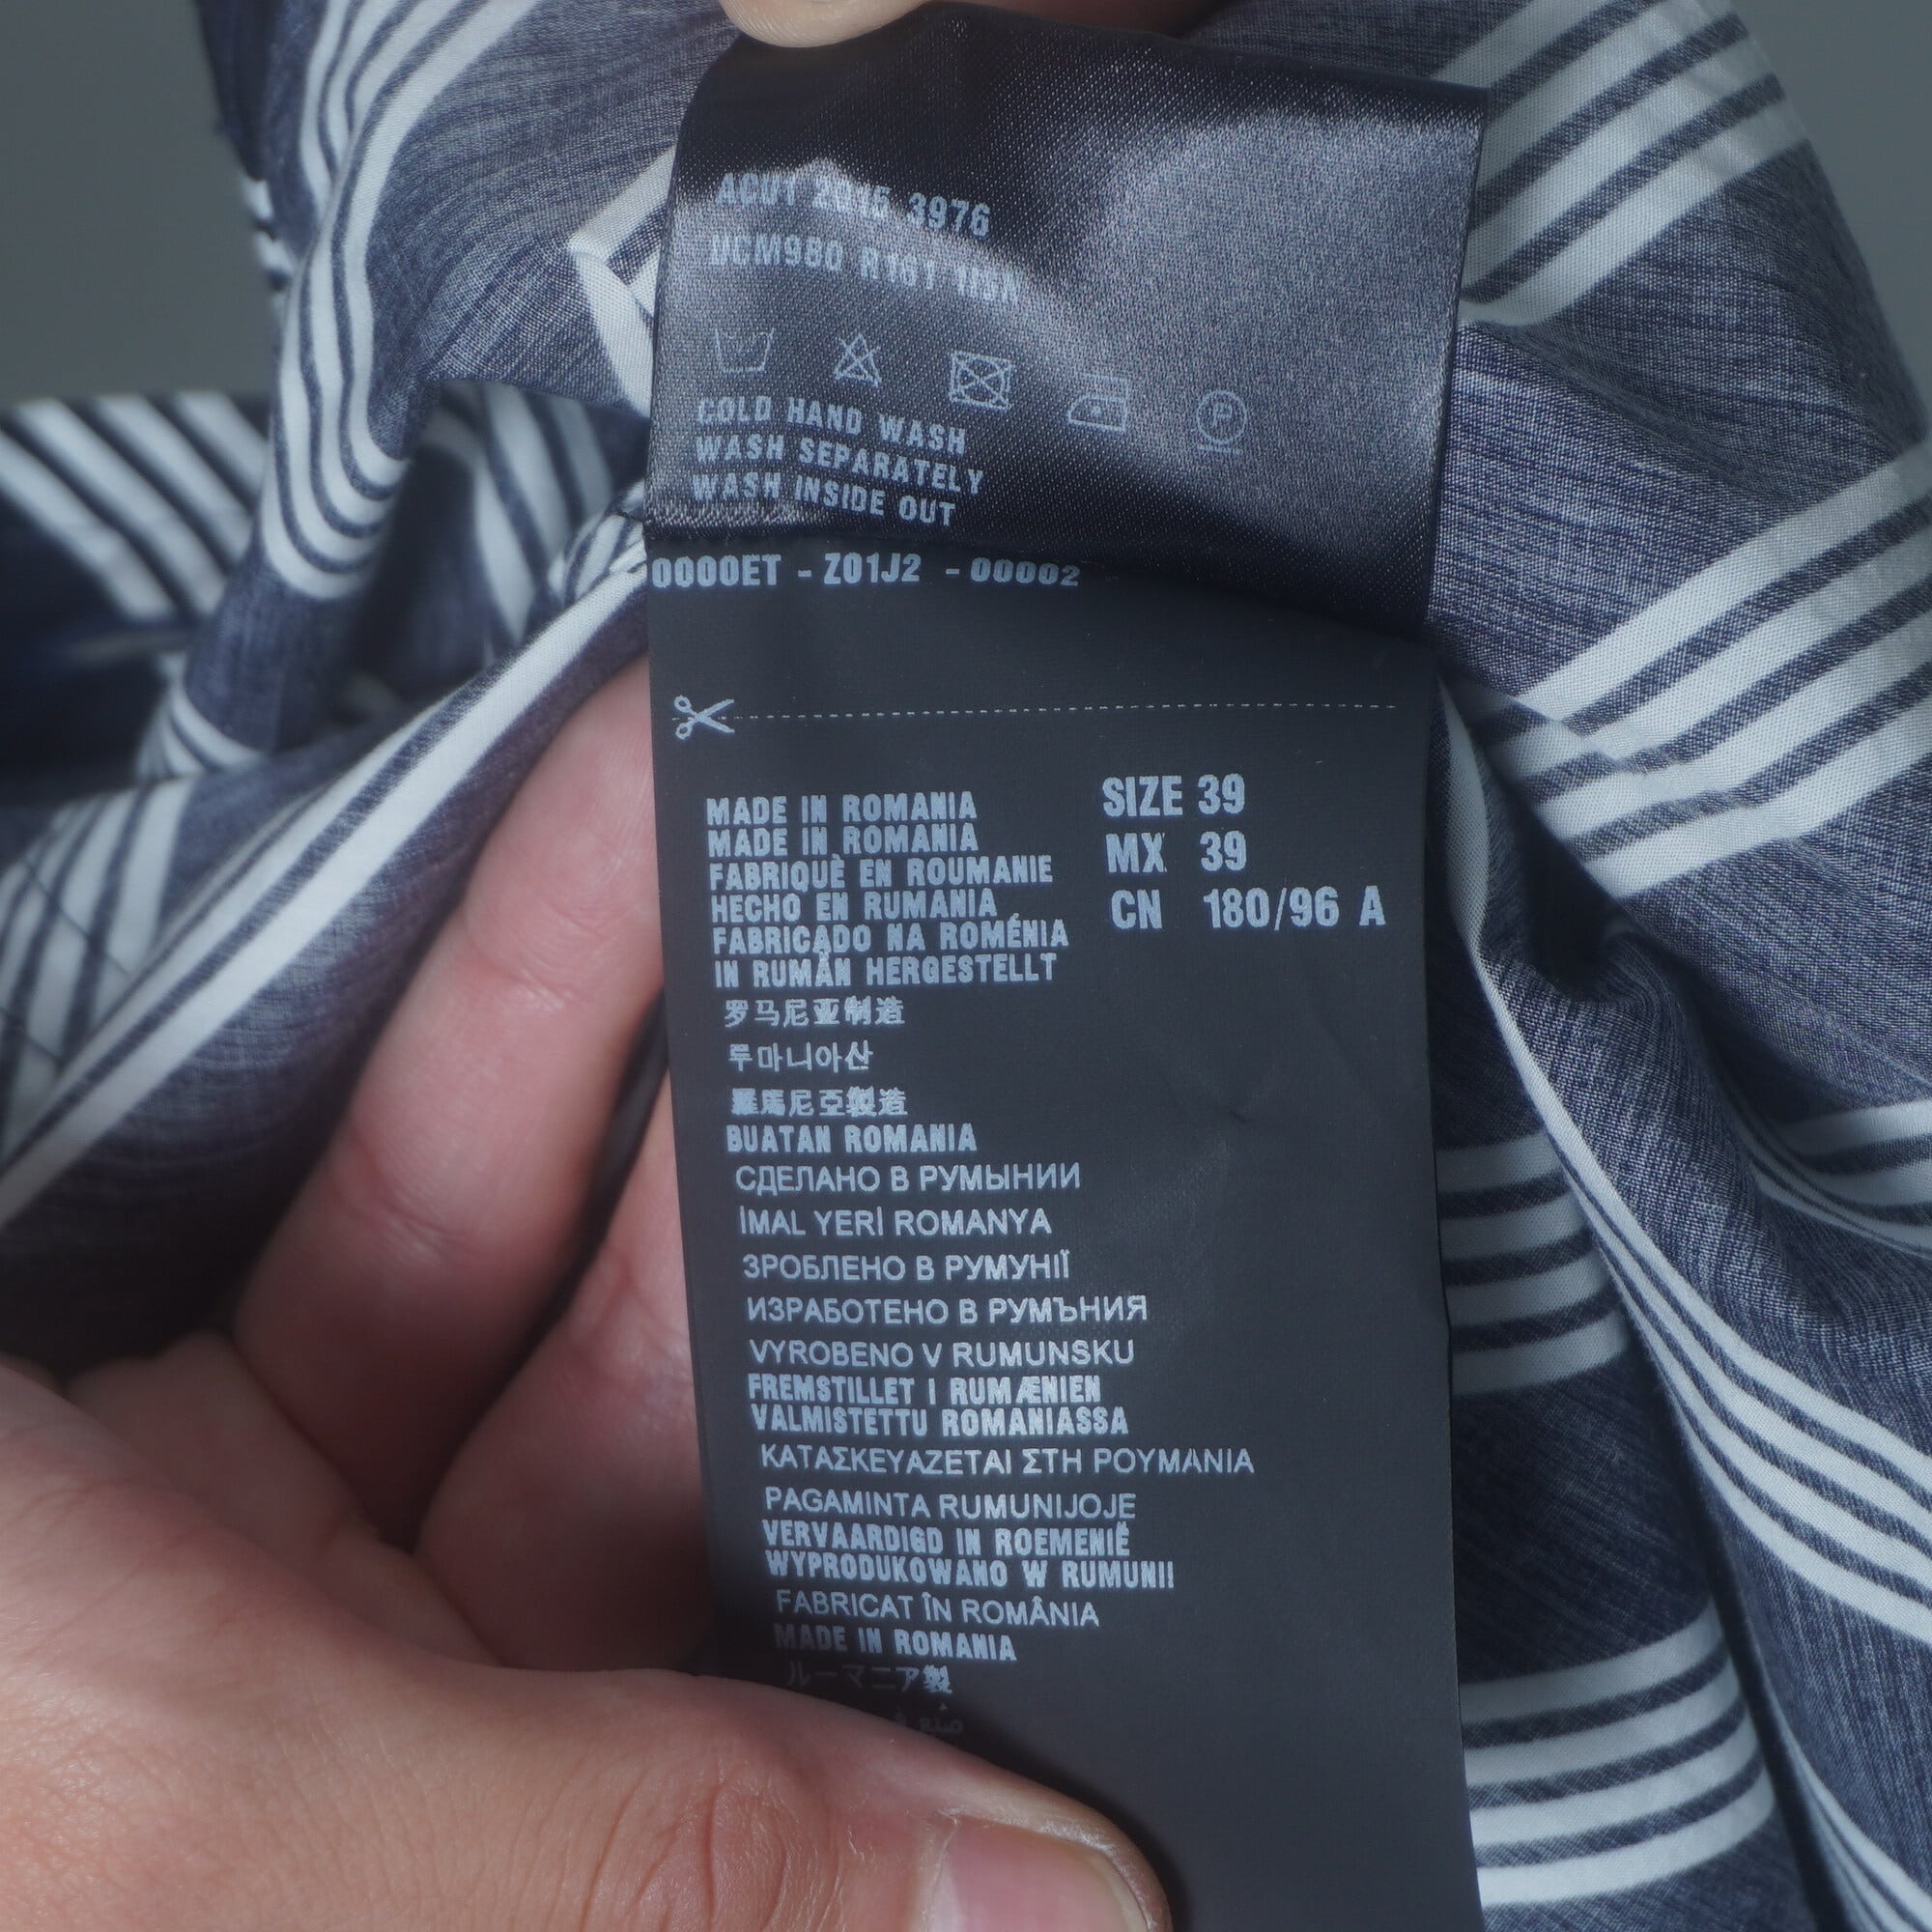 ACUT 2015 3976
UCM980 R161
COLD HAND WASH
WASH SEPARATELY
WASH INSIDE OUT
0000ET - Z01J2 - 00002
MADE IN ROMANIA
MADE IN ROMANIA
FABRIQUÈ EN ROUMANIE
HECHO EN RUMANIA
FABRICADO NA ROMÉNIA
IN RUMÄN HERGESTELLT
罗马尼亚制造
루마니아산
羅馬尼亞製造
BUATAN ROMANIA
СДЕЛАНО В РУМЫНИИ
İMAL YERİ ROMANYA
ЗРОБЛЕНО В РУМУНІЇ
ИЗРАБОТЕНО В РУМЪНИЯ
VYROBENO V RUMUNSKU
FREMSTILLET I RUMÆNIEN
VALMISTETTU ROMANIASSA
ΚΑΤΑΣΚΕΥΑΖΕΤΑΙ ΣΤΗ ΡΟΥΜΑΝΙΑ
PAGAMINTA RUMUNIJOJE
VERVAARDIGD IN ROEMENIË
WYPRODUKOWANO W RUMUNII
FABRICAT ÎN ROMÂNIA
MADE IN ROMANIA
ルーマニア製
صنع في
SIZE 39
MX 39
CN 180/96 A